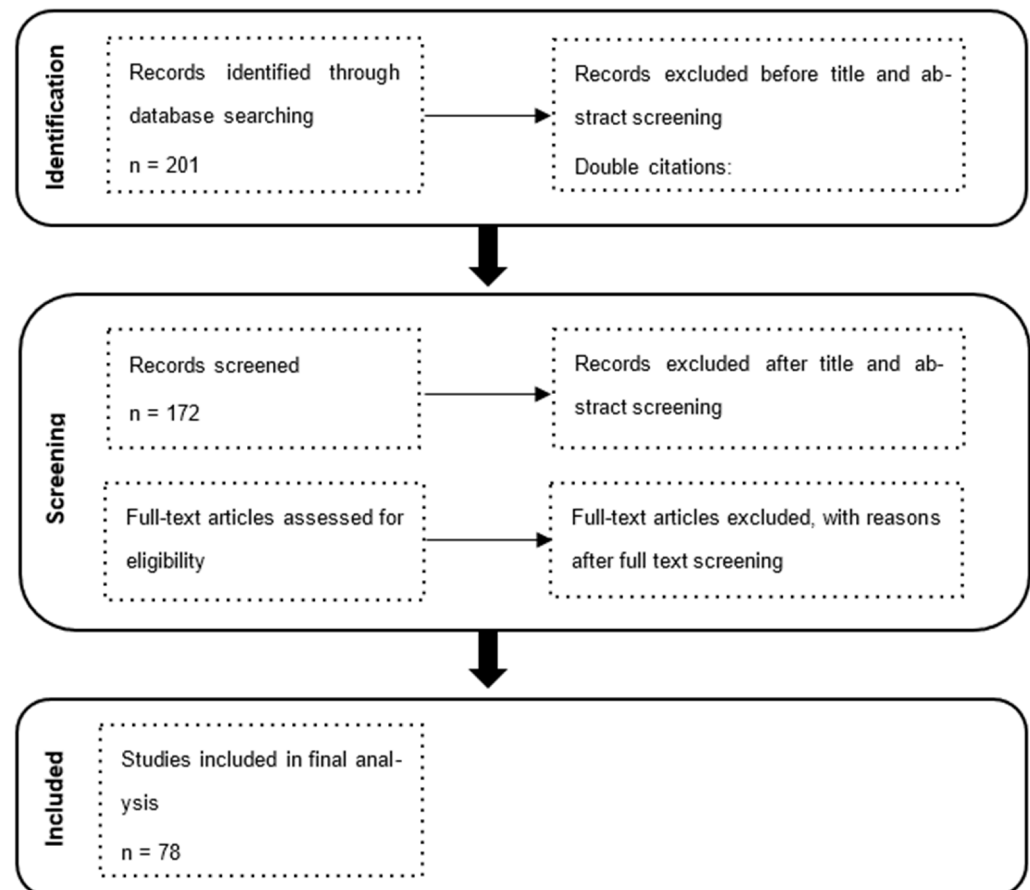 Identification
Records identified through
database searching
n = 201
Records excluded before title and ab-
stract screening
Double citations:
Screening
Records screened
n = 172
Records excluded after title and ab-
stract screening
Full-text articles assessed for
eligibility
Full-text articles excluded, with reasons
after full text screening
Included
Studies included in final anal-
ysis
n = 78